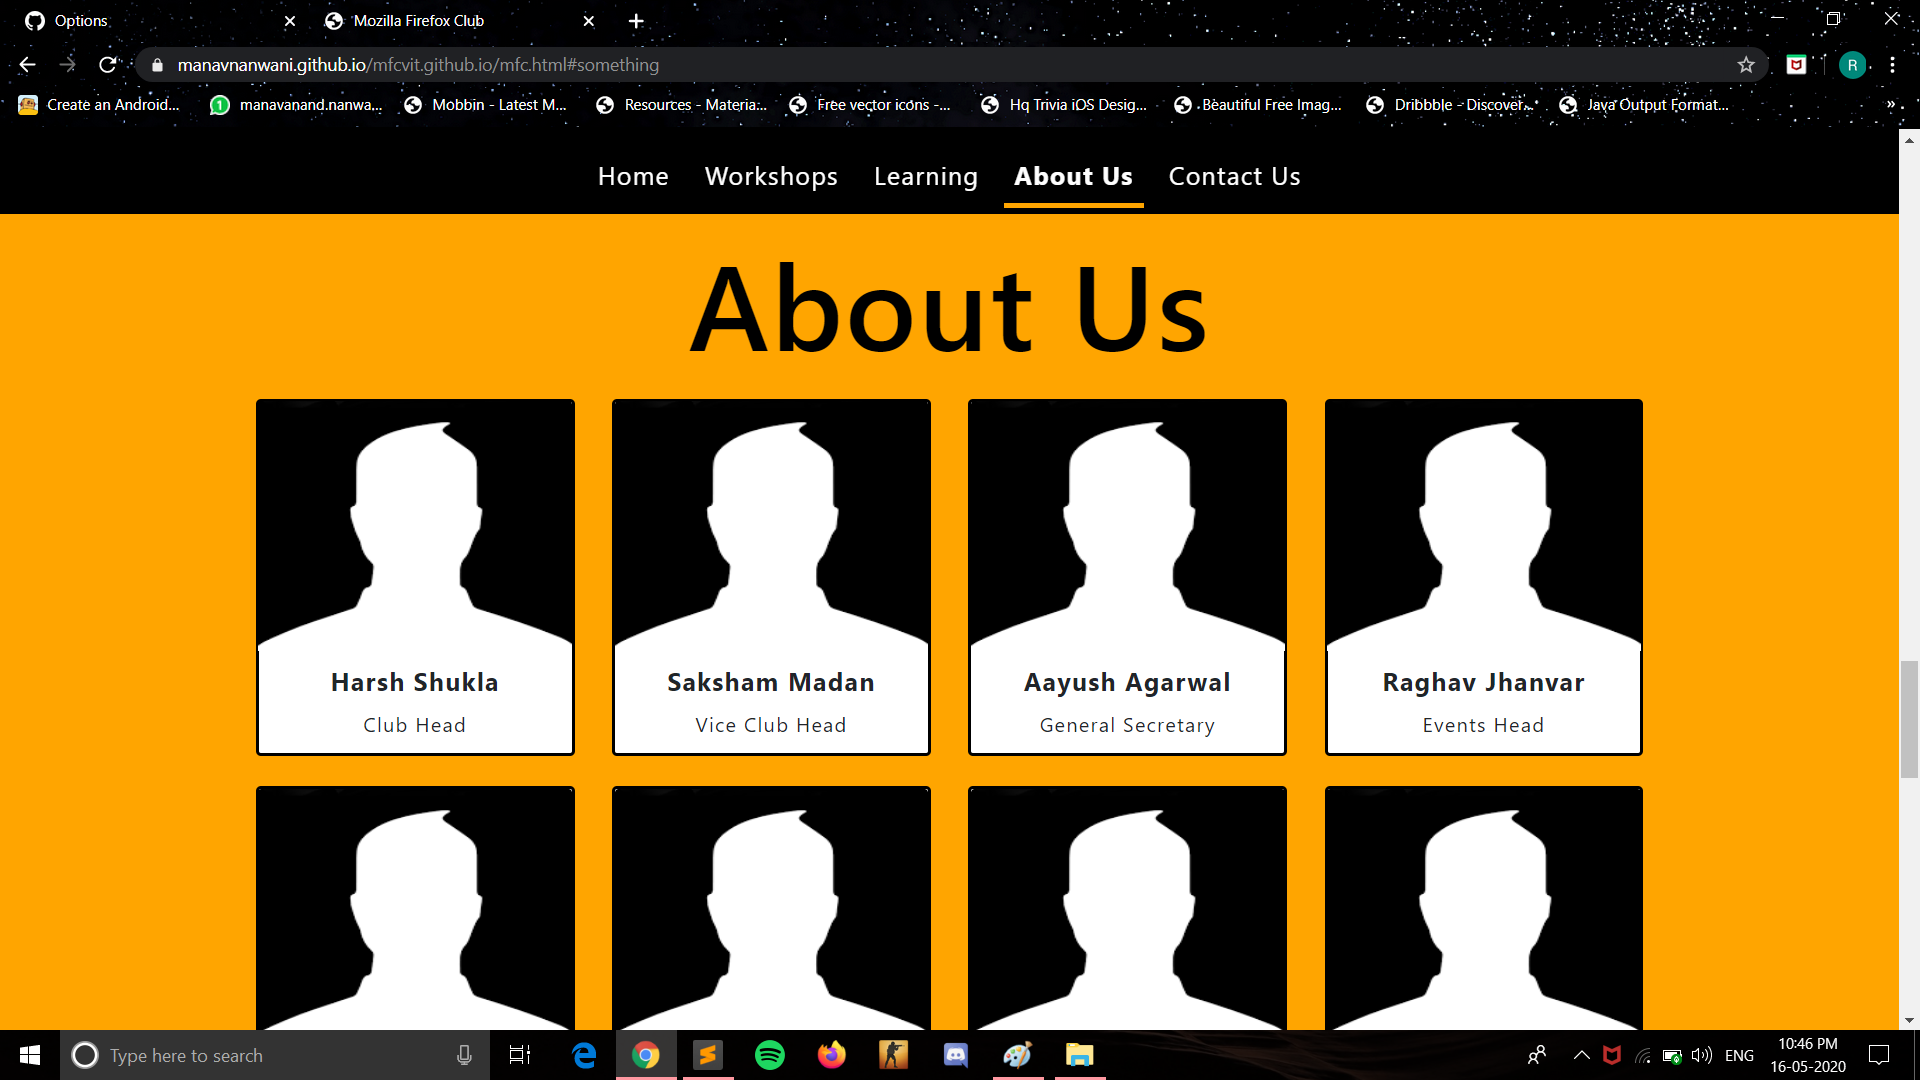 Options
Mozilla Firefox Club
manavnanwani.github.io/mfcvit.github.io/mfc.html#something
R
Create an Android...
1
manavanand.nanwa...
Mobbin - Latest M...
Resources - Materia...
Free vector icons -...
Hq Trivia iOS Desig...
Beautiful Free Imag...
Dribbble - Discover...
Java Output Format...
»
Home
Workshops
Learning
About Us
Contact Us
About Us
Harsh Shukla
Club Head
Saksham Madan
Vice Club Head
Aayush Agarwal
General Secretary
Raghav Jhanvar
Events Head
Type here to search
ENG
10:46 PM
16-05-2020